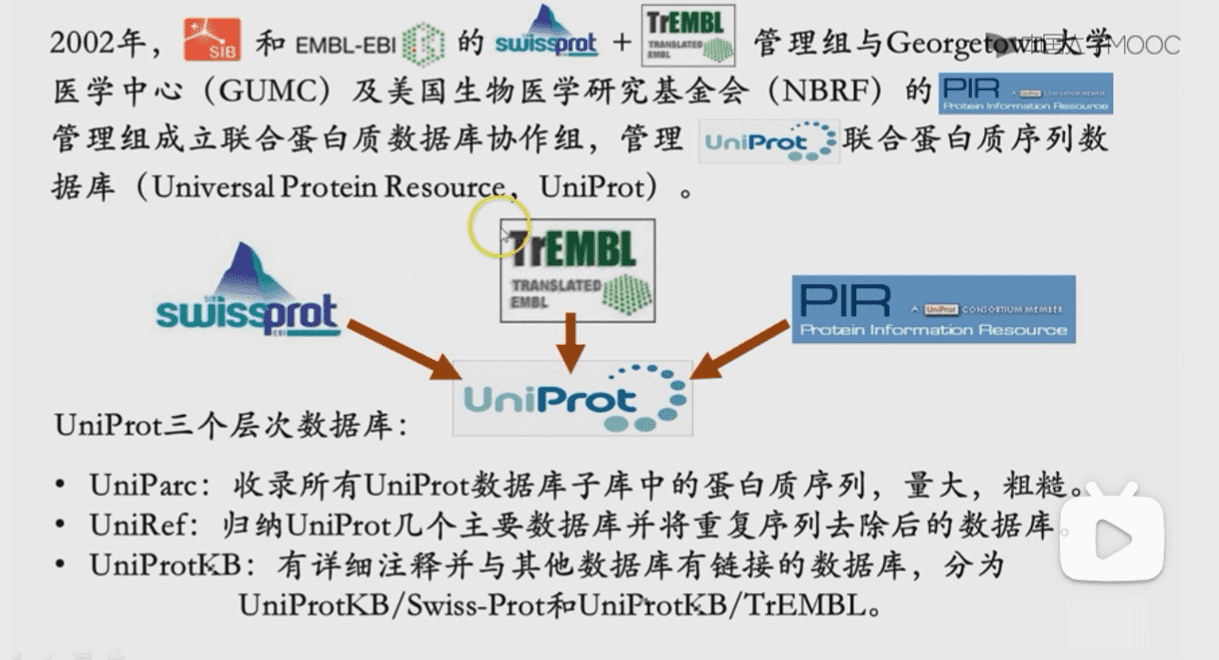 2002年，SIB 和 EMBL-EBI 的 swissprot + TrEMBL TRANSLATED EMBL 管理组与Georgetown大学
中国大学MOOC
医学中心（GUMC）及美国生物医学研究基金会（NBRF）的 PIR A UniProt CONSORTIUM MEMBER Protein Information Resource
管理组成立联合蛋白质数据库协作组，管理 UniProt 联合蛋白质序列数
据库（Universal Protein Resource，UniProt）。
TrEMBL
TRANSLATED
EMBL
SIB
swissprot
EBI
PIR A UniProt CONSORTIUM MEMBER
Protein Information Resource
UniProt
UniProt三个层次数据库：
• UniParc：收录所有UniProt数据库子库中的蛋白质序列，量大，粗糙。
• UniRef：归纳UniProt几个主要数据库并将重复序列去除后的数据库。
• UniProtKB：有详细注释并与其他数据库有链接的数据库，分为
UniProtKB/Swiss-Prot和UniProtKB/TrEMBL。